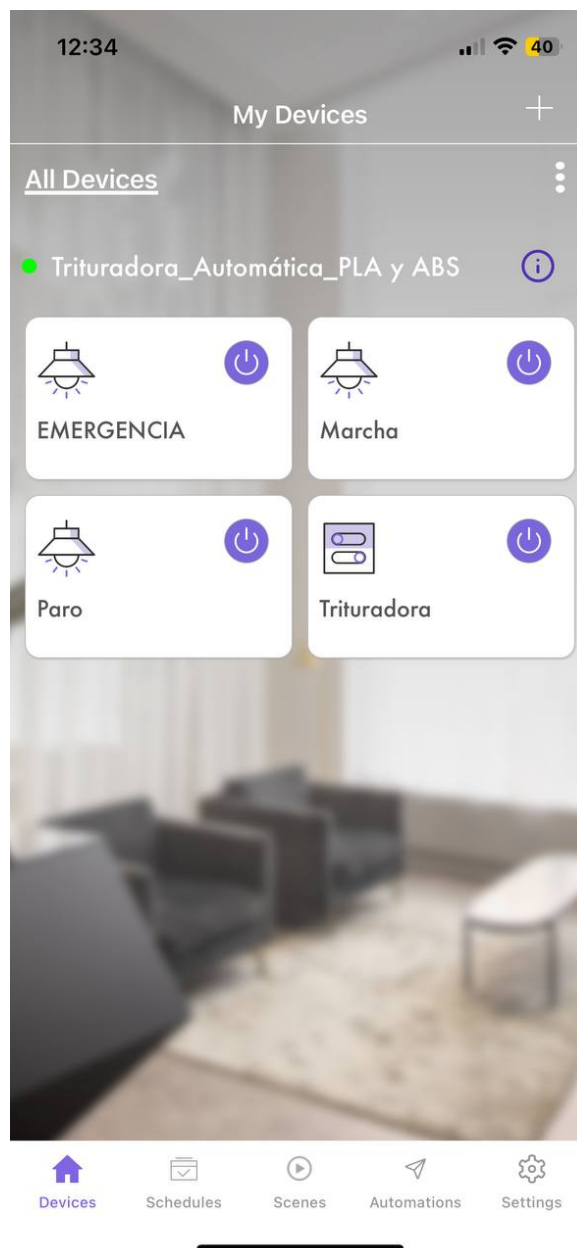 12:34
40
My Devices
All Devices
Trituradora_Automática_PLA y ABS
EMERGENCIA
Marcha
Paro
Trituradora
Devices Schedules Scenes Automations Settings